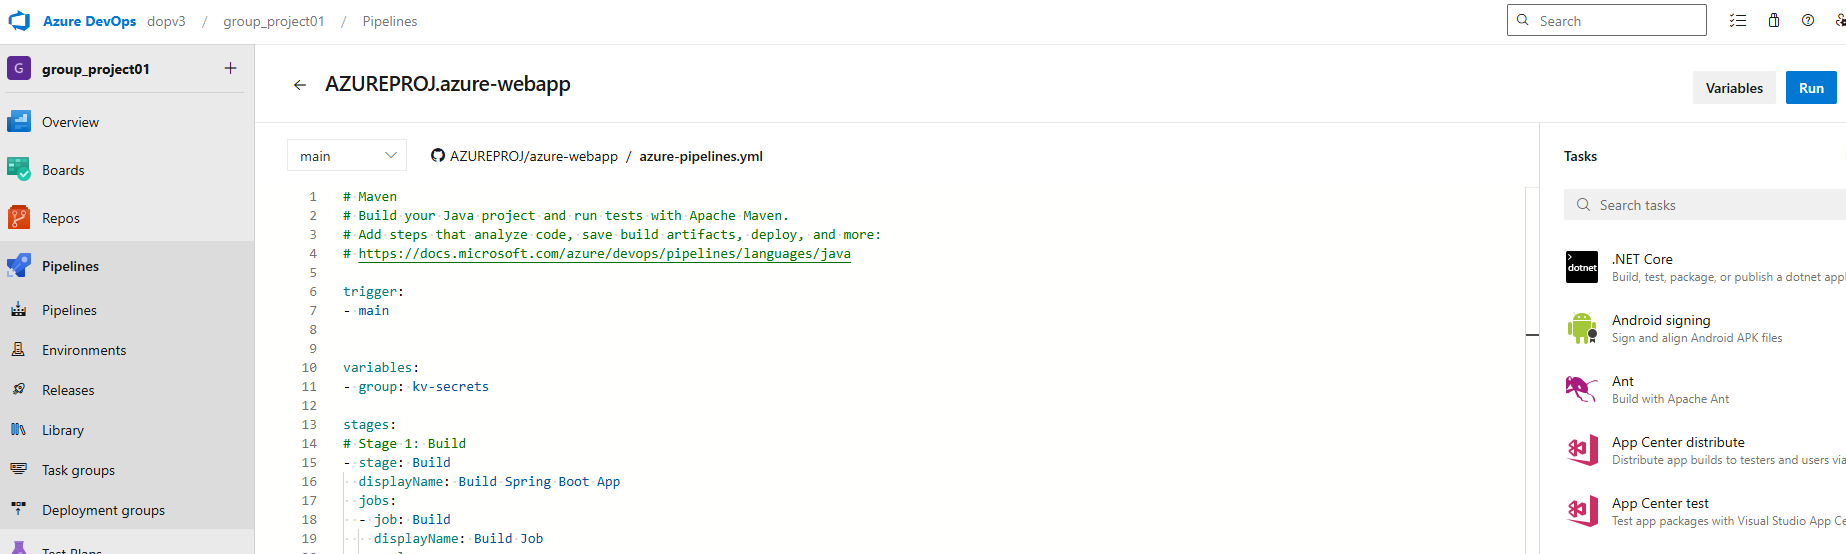 Azure DevOps dopv3 / group_project01 / Pipelines
Search
G group_project01 +
AZUREPROJ.azure-webapp
Variables Run
Overview
Boards
Repos
Pipelines
Pipelines
Environments
Releases
Library
Task groups
Deployment groups
Test Plans
main
AZUREPROJ/azure-webapp / azure-pipelines.yml
1 # Maven
2 # Build your Java project and run tests with Apache Maven.
3 # Add steps that analyze code, save build artifacts, deploy, and more:
4 # https://docs.microsoft.com/azure/devops/pipelines/languages/java
5
6 trigger:
7 - main
8
9
10 variables:
11 - group: kv-secrets
12
13 stages:
14 # Stage 1: Build
15 - stage: Build
16 displayName: Build Spring Boot App
17 jobs:
18 - job: Build
19 displayName: Build Job
Tasks
Search tasks
dotnet
.NET Core
Build, test, package, or publish a dotnet appl
Android signing
Sign and align Android APK files
Ant
Build with Apache Ant
App Center distribute
Distribute app builds to testers and users via
App Center test
Test app packages with Visual Studio App Ce